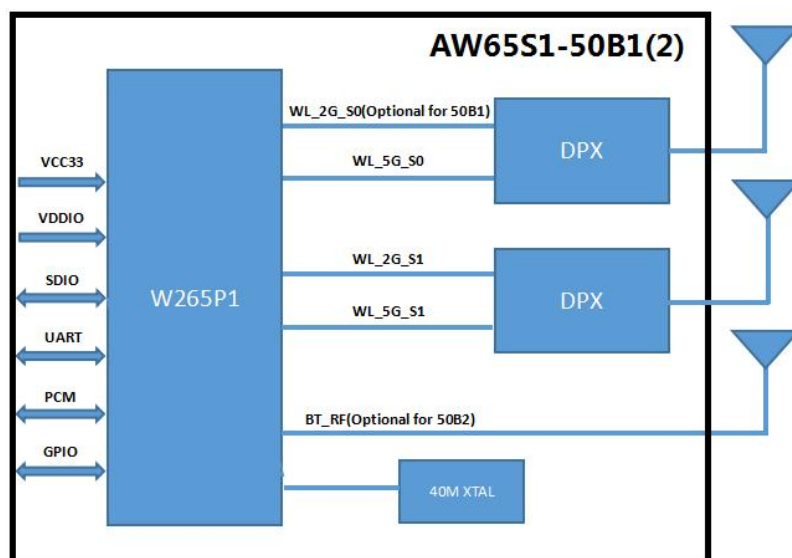 AW65S1-50B1(2)
WL_2G_S0(Optional for 50B1)
DPX
WL_5G_S0
VCC33
VDDIO
SDIO
UART
PCM
GPIO
W265P1
WL_2G_S1
DPX
WL_5G_S1
BT_RF(Optional for 50B2)
40M XTAL